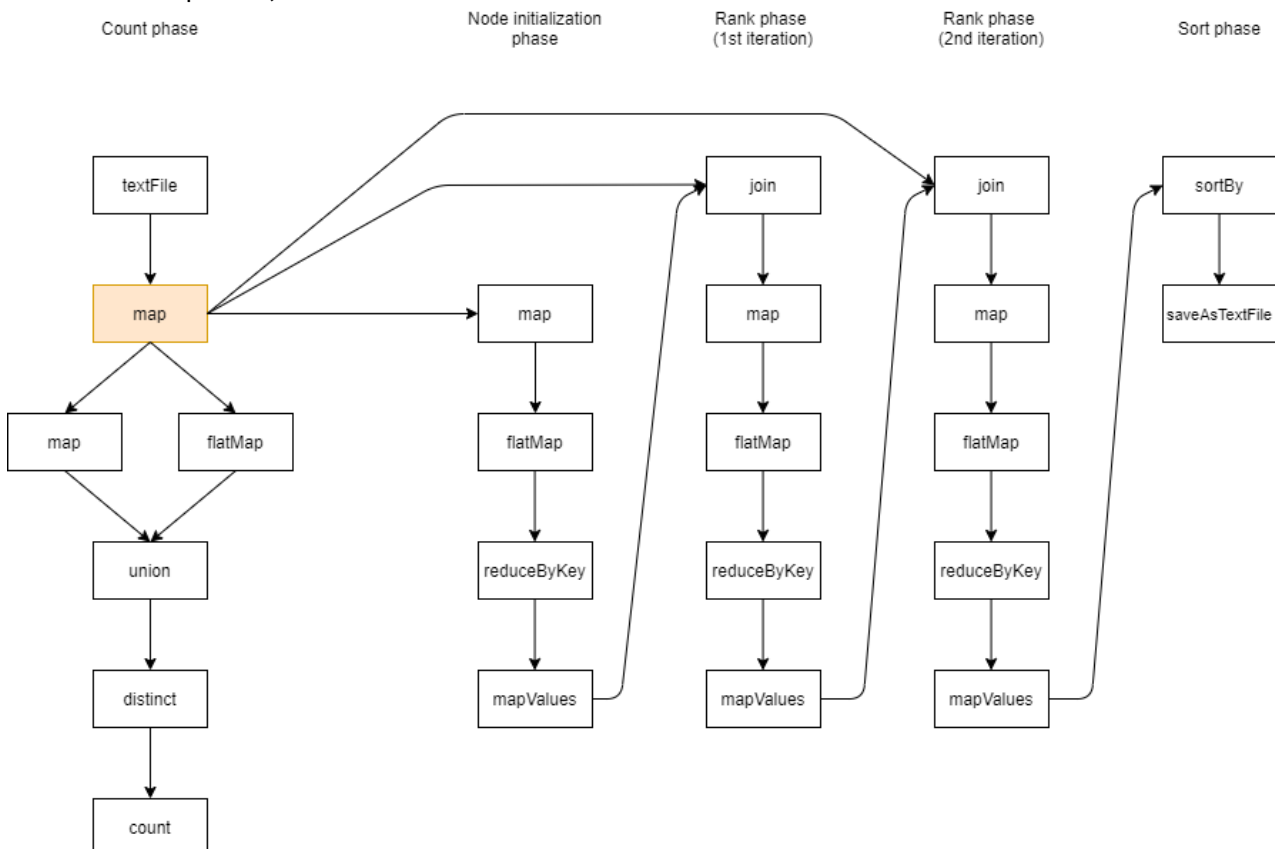 Count phase
Node initialization
phase
Rank phase
(1st iteration)
Rank phase
(2nd iteration)
Sort phase
textFile
join
join
sortBy
map
map
map
map
saveAsTextFile
map
flatMap
flatMap
flatMap
flatMap
union
reduceByKey
reduceByKey
reduceByKey
distinct
mapValues
mapValues
mapValues
count